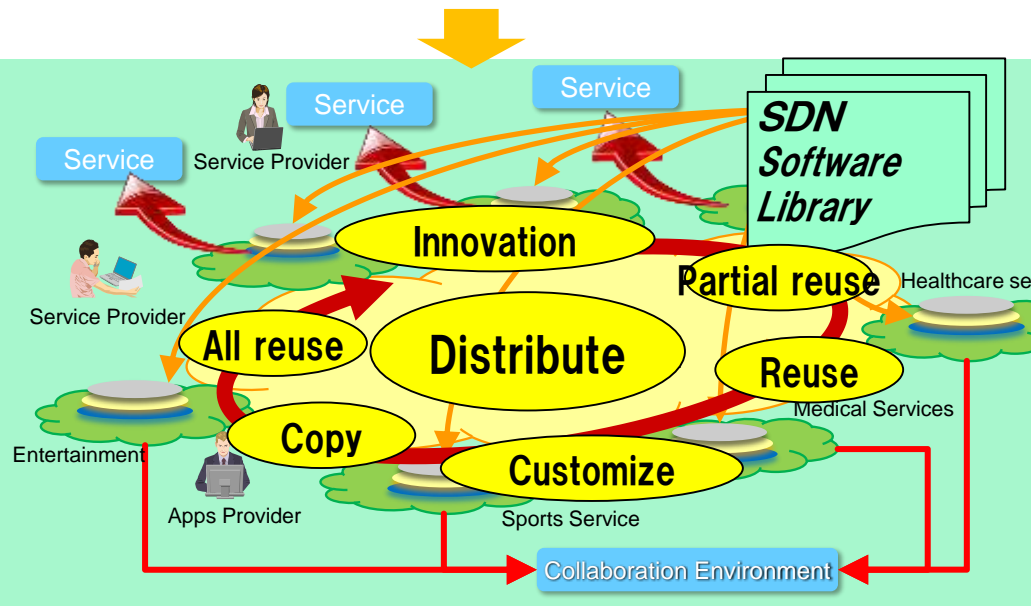 Service
Service
Service
Service Provider
SDN
Software
Library
Innovation
Partial reuse
Healthcare se
Service Provider
All reuse
Distribute
Reuse
Medical Services
Entertainment
Copy
Customize
Apps Provider
Sports Service
Collaboration Environment